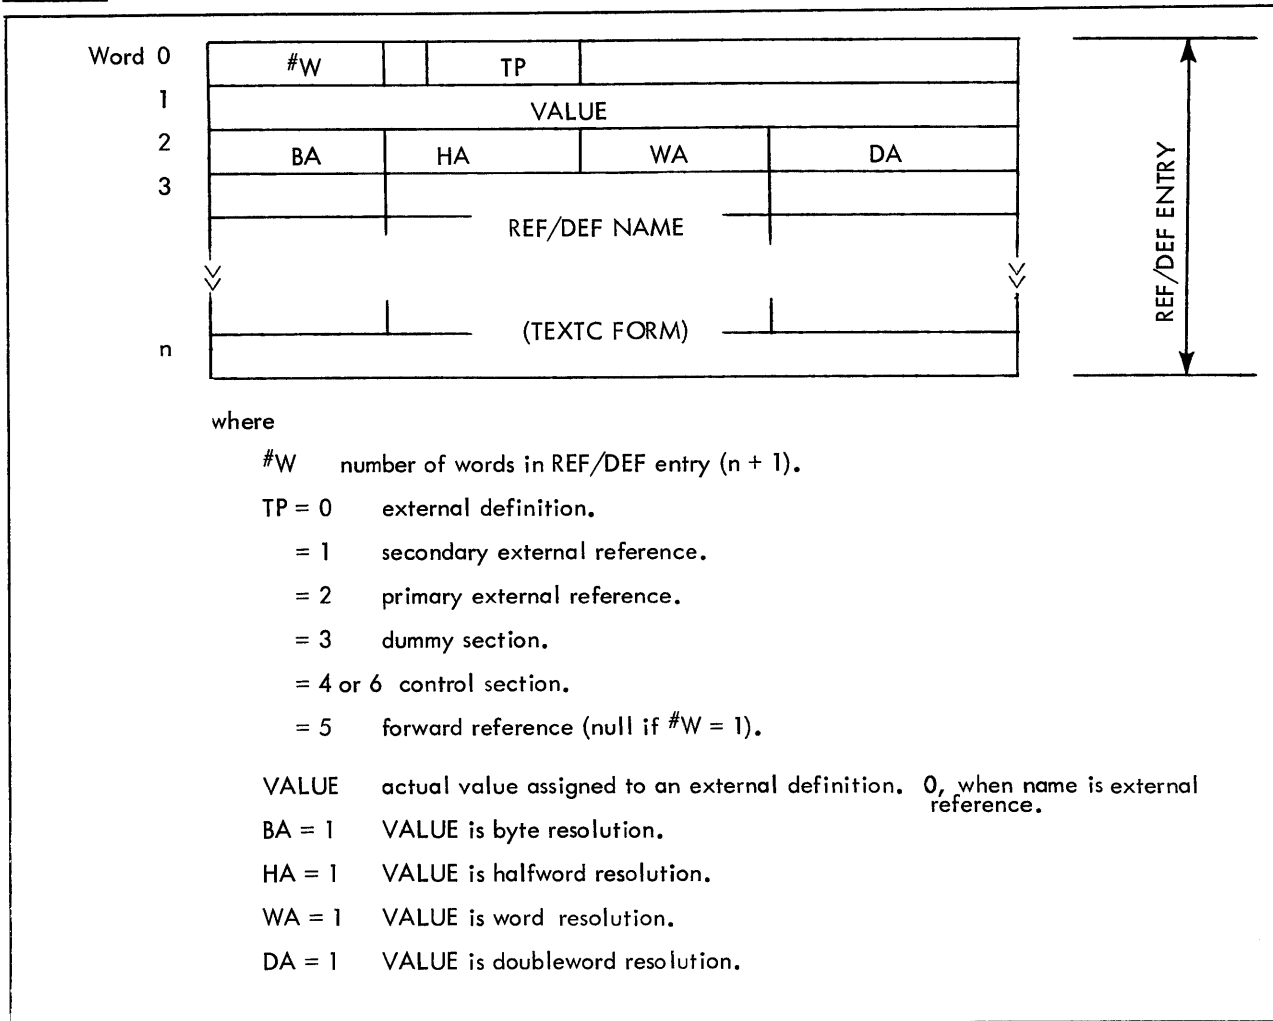 Word 0 #W TP
1 VALUE
2 BA HA WA DA
3
REF/DEF NAME
(TEXTC FORM)
n
REF/DEF ENTRY
where
#W number of words in REF/DEF entry (n + 1).
TP = 0 external definition.
= 1 secondary external reference.
= 2 primary external reference.
= 3 dummy section.
= 4 or 6 control section.
= 5 forward reference (null if #W = 1).
VALUE actual value assigned to an external definition. 0, when name is external
reference.
BA = 1 VALUE is byte resolution.
HA = 1 VALUE is halfword resolution.
WA = 1 VALUE is word resolution.
DA = 1 VALUE is doubleword resolution.